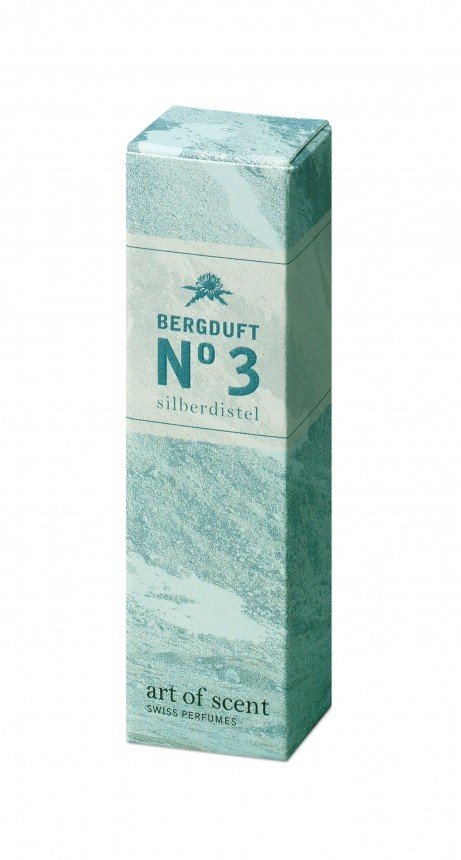 BERGDUFT
Nº 3
silberdistel
art of scent
SWISS PERFUMES